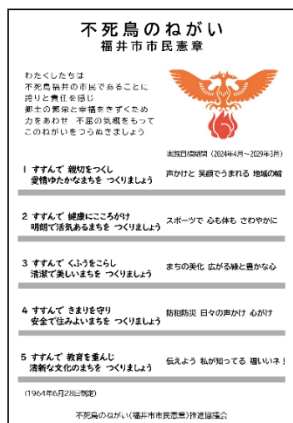 不死鳥のねがい
福井市市民憲章
わたくしたちは
不死鳥福井の市民であることに
誇りと責任を感じ
郷土の繁栄と幸福をきずくため
力をあわせ 不屈の気概をもって
このねがいをつらぬきましょう
実践目標期間（2024年4月～2029年3月）
1 すすんで 親切をつくし
愛情ゆたかなまちを つくりましょう
声かけと 笑顔でうまれる 地域の輪
2 すすんで 健康にこころがけ
明朗で活気あるまちを つくりましょう
スポーツで 心も体も さわやかに
3 すすんで くふうをこらし
清潔で美しいまちを つくりましょう
まちの美化 広がる緑と豊かな心
4 すすんで きまりを守り
安全で住みよいまちを つくりましょう
防犯防災 日々の声かけ 心がけ
5 すすんで 教育を重んじ
清新な文化のまちを つくりましょう
伝えよう 私が知ってる 福いいネ！
（1964年6月28日制定）
不死鳥のねがい（福井市市民憲章）推進協議会